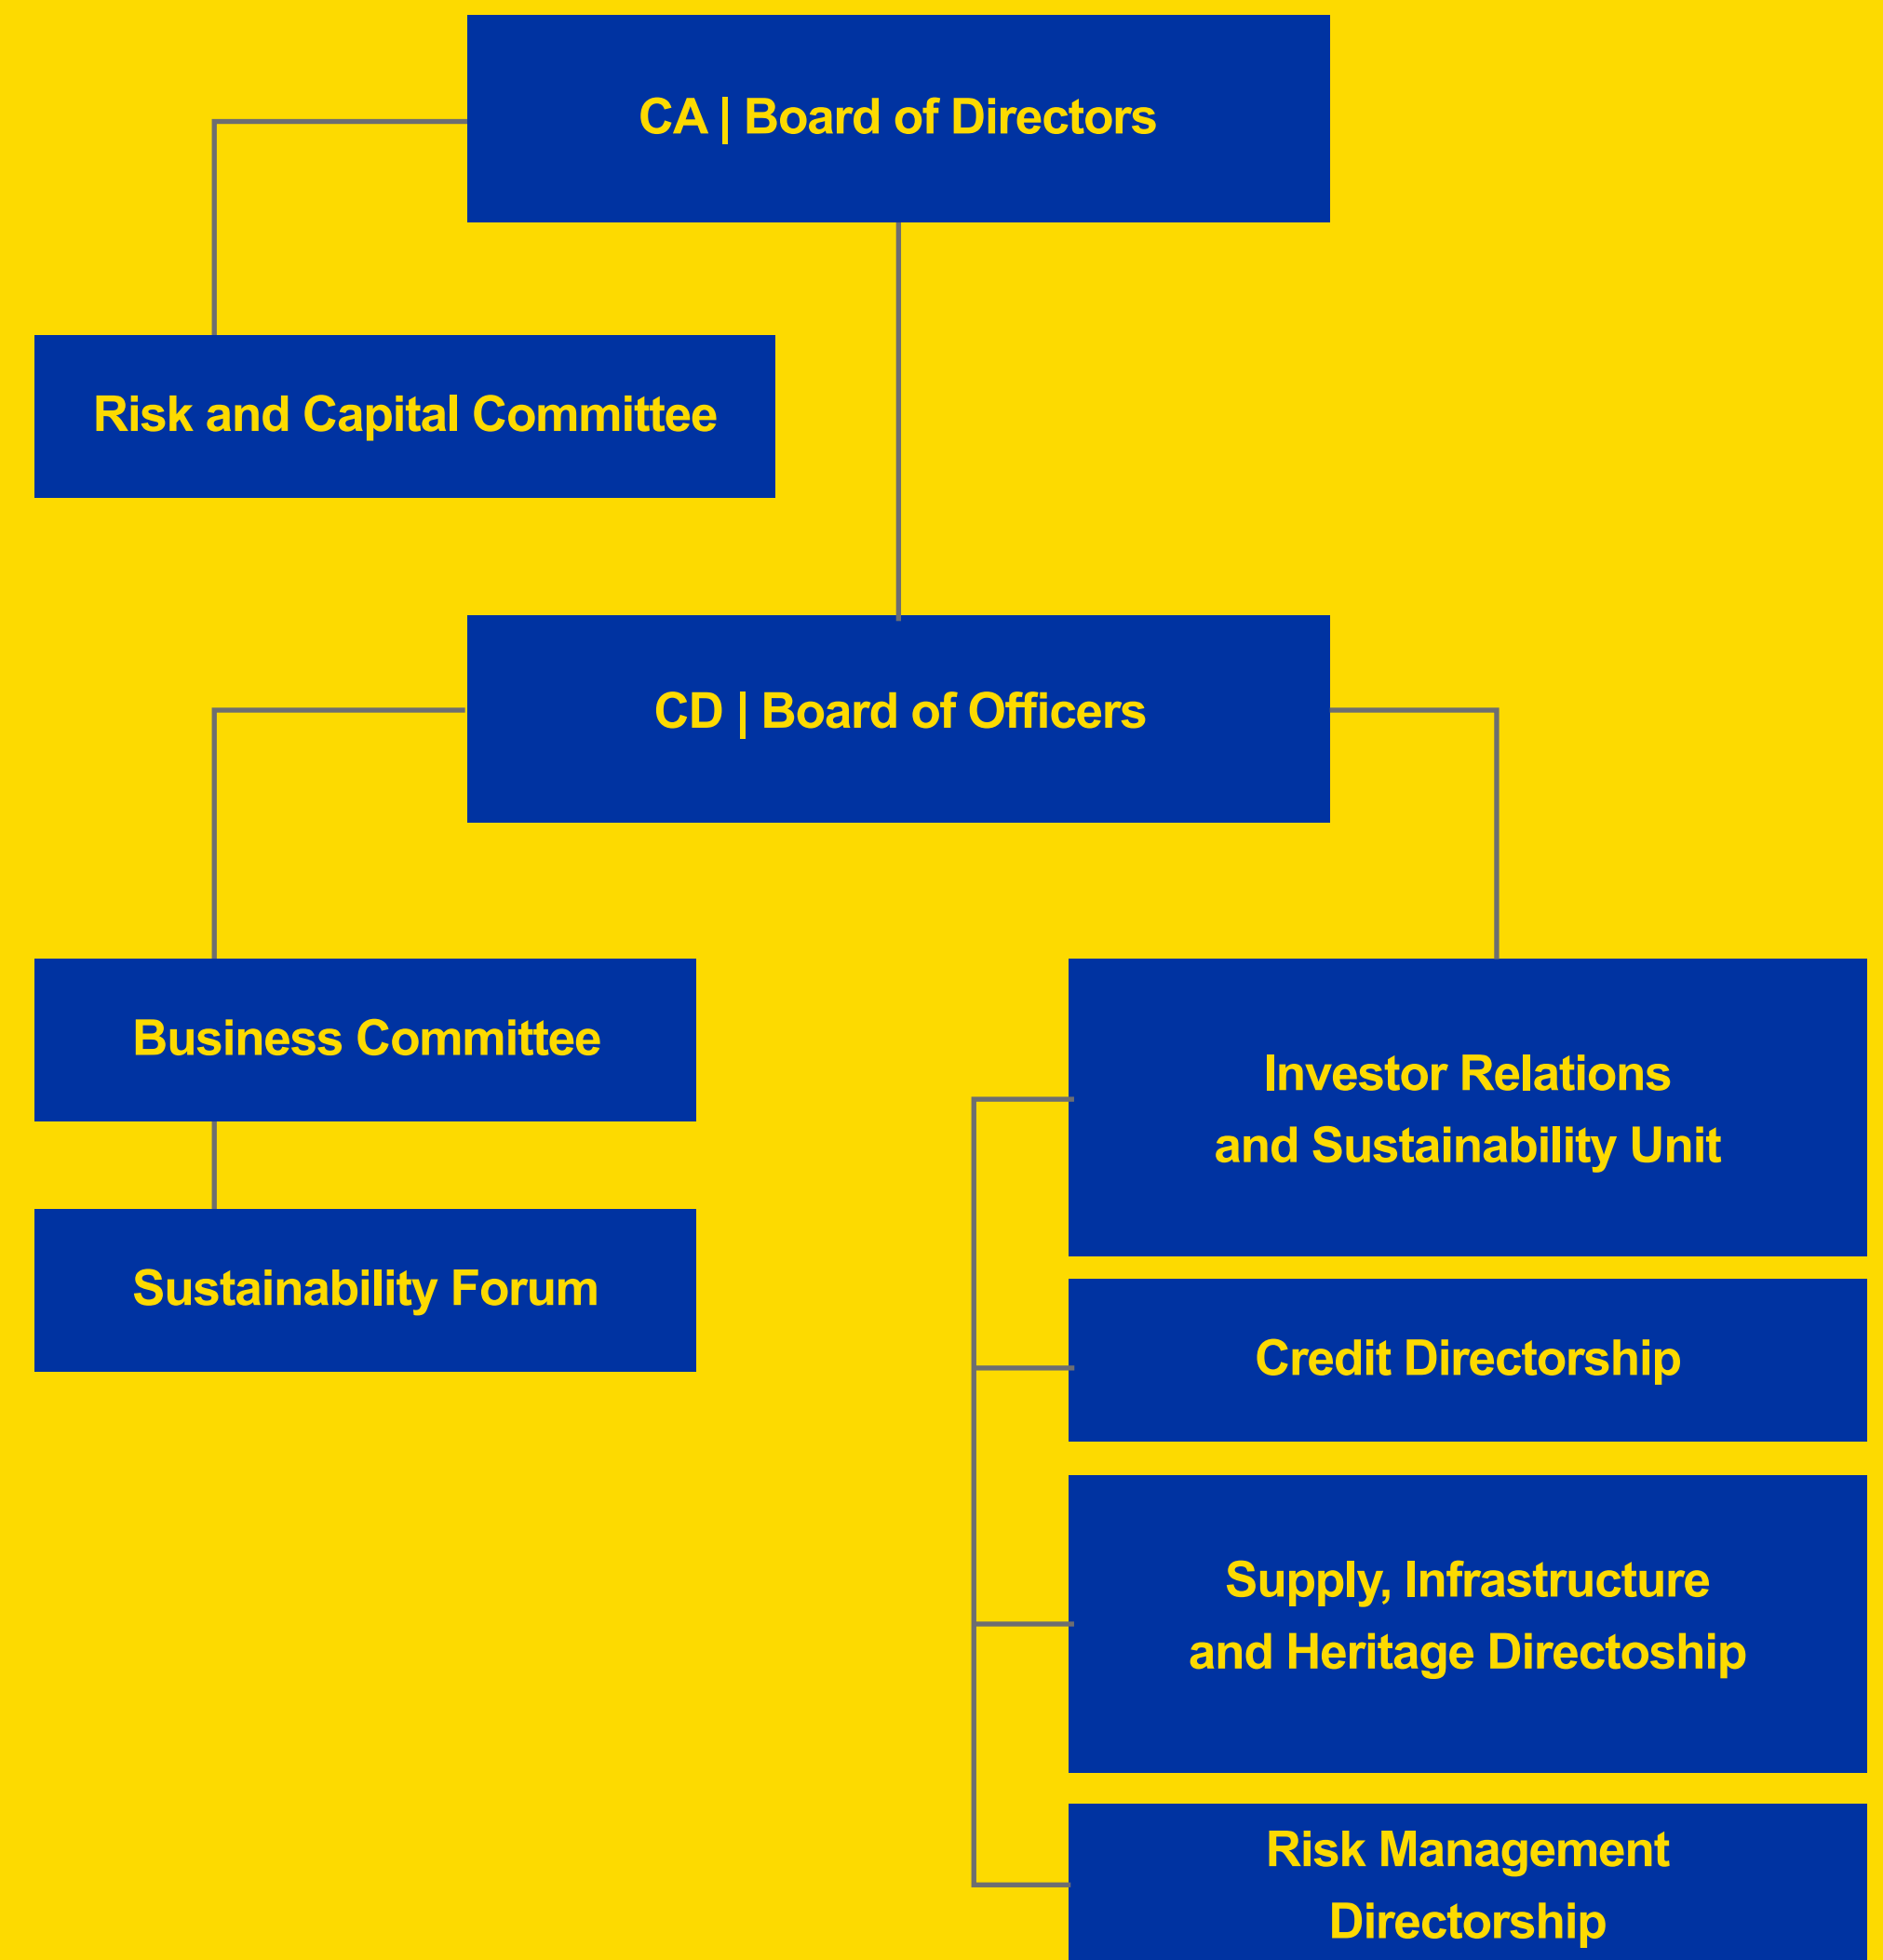 CA | Board of Directors
Risk and Capital Committee
CD | Board of Officers
Business Committee
Sustainability Forum
Investor Relations
and Sustainability Unit
Credit Directorship
Supply, Infrastructure
and Heritage Directoship
Risk Management
Directorship